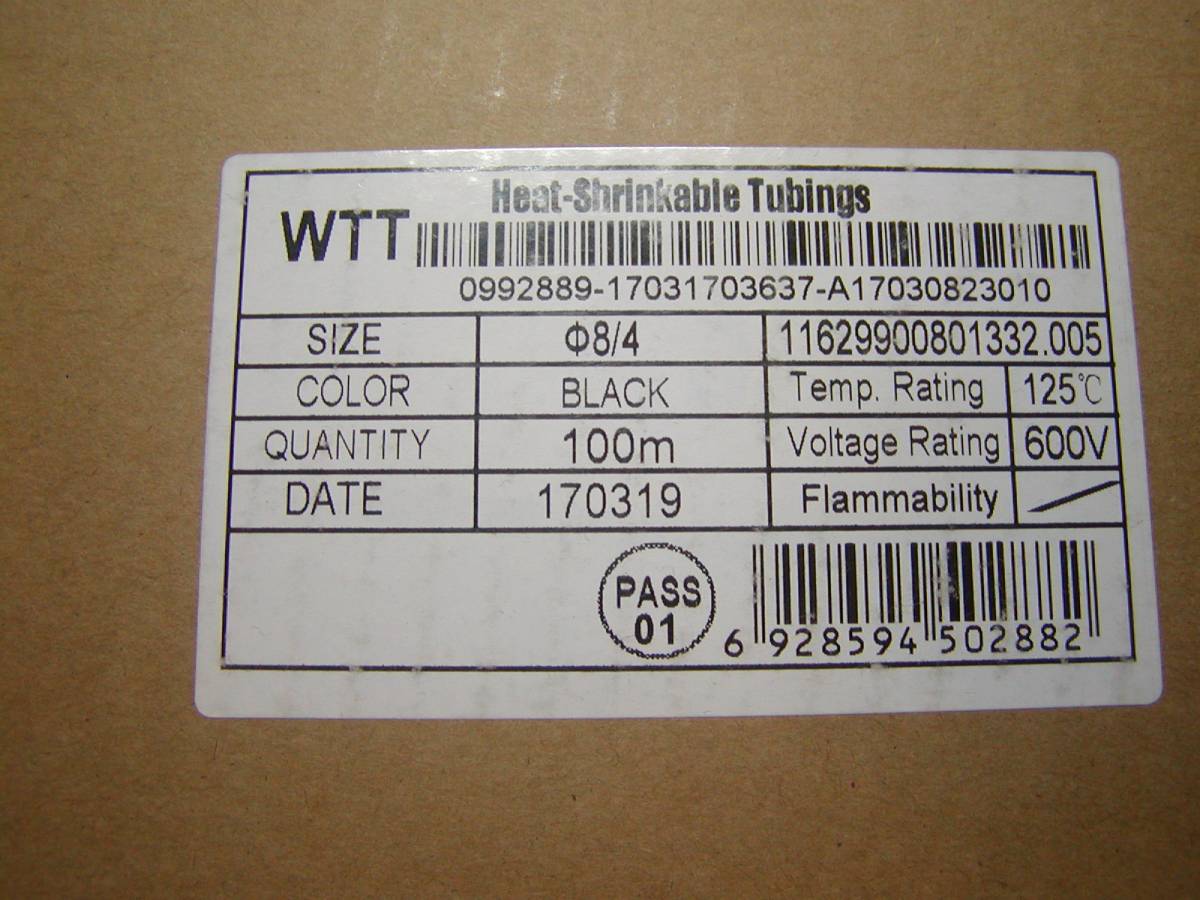 Heat-Shrinkable Tubings
WTT
0992889-17031703637-A17030823010
SIZE Φ8/4 11629900801332.005
COLOR BLACK Temp. Rating 125℃
QUANTITY 100m Voltage Rating 600V
DATE 170319 Flammability /
PASS
01
6 928594 502882